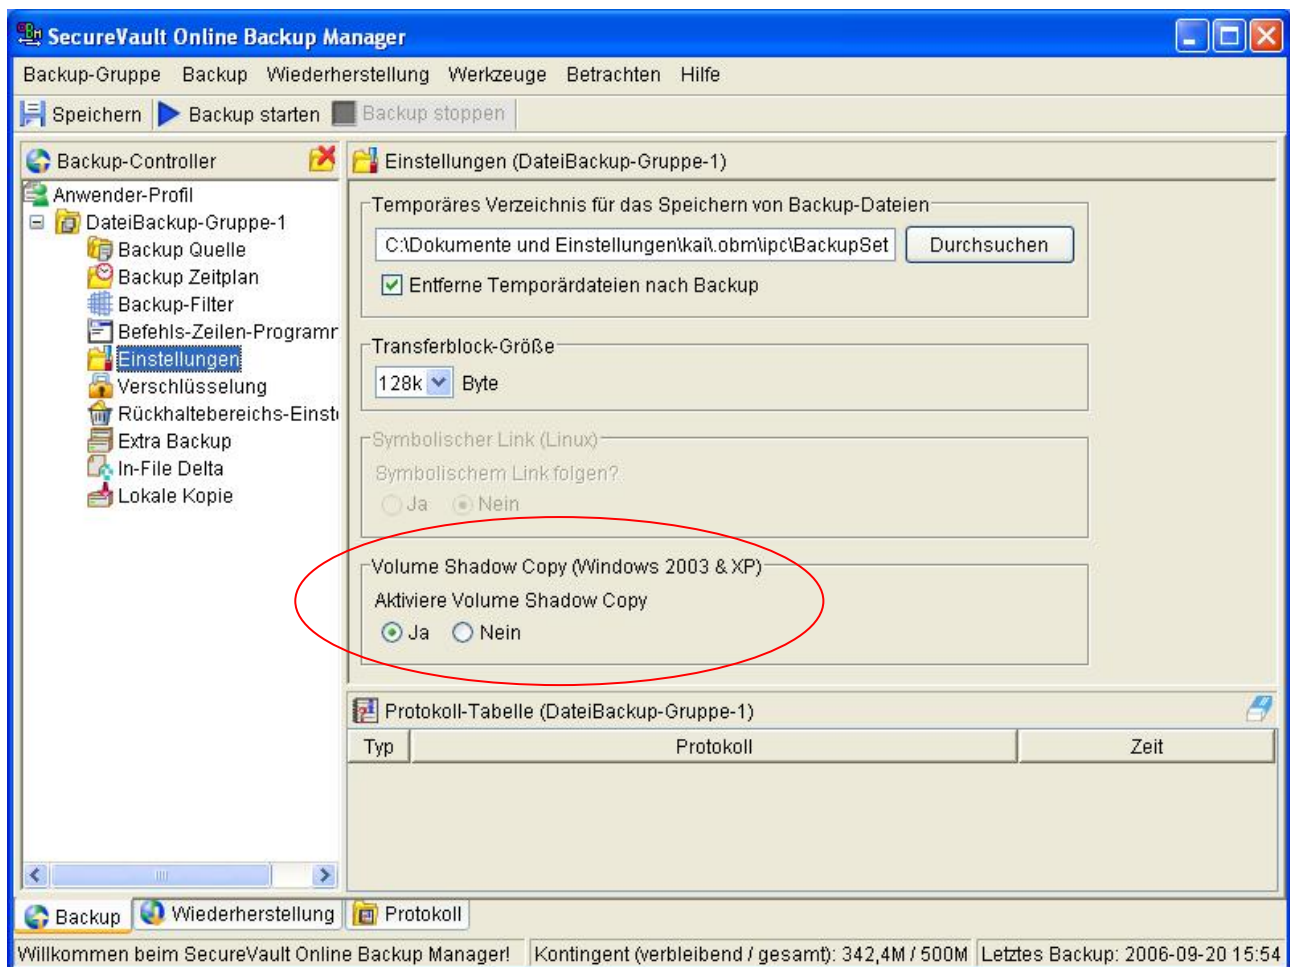 SecureVault Online Backup Manager
Backup-Gruppe Backup Wiederherstellung Werkzeuge Betrachten Hilfe
Speichern Backup starten Backup stoppen
Backup-Controller
Anwender-Profil
DateiBackup-Gruppe-1
Backup Quelle
Backup Zeitplan
Backup-Filter
Befehls-Zeilen-Programm
Einstellungen
Verschlüsselung
Rückhaltebereichs-Einst
Extra Backup
In-File Delta
Lokale Kopie
Einstellungen (DateiBackup-Gruppe-1)
Temporäres Verzeichnis für das Speichern von Backup-Dateien
C:\Dokumente und Einstellungen\kai\.obm\ipc\BackupSet
Durchsuchen
Entferne Temporärdateien nach Backup
Transferblock-Größe
128k Byte
Symbolischer Link (Linux)
Symbolischem Link folgen?
Ja Nein
Volume Shadow Copy (Windows 2003 & XP)
Aktiviere Volume Shadow Copy
Ja Nein
Protokoll-Tabelle (DateiBackup-Gruppe-1)
Typ Protokoll Zeit
Backup Wiederherstellung Protokoll
Willkommen beim SecureVault Online Backup Manager! Kontingent (verbleibend / gesamt): 342,4M / 500M Letztes Backup: 2006-09-20 15:54